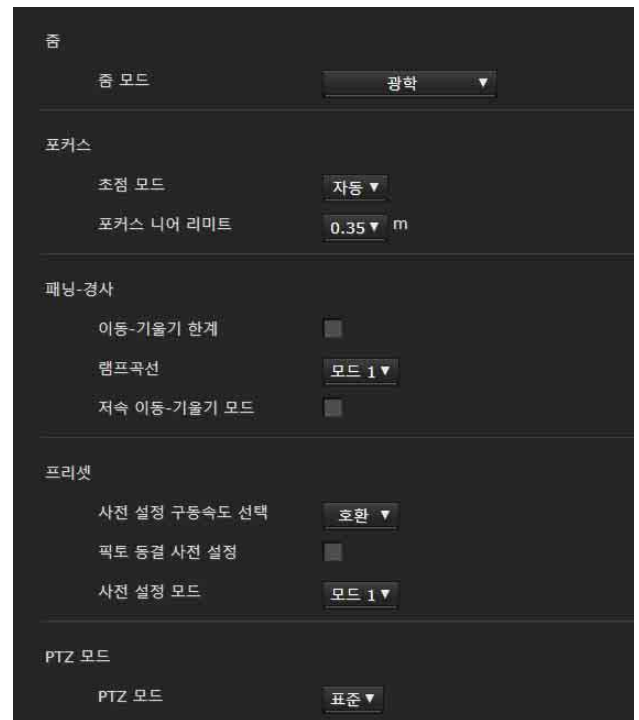 줌
줌 모드 광학 ▼
포커스
초점 모드 자동 ▼
포커스 니어 리미트 0.35 ▼ m
패닝-경사
이동-기울기 한계
램프곡선 모드 1 ▼
저속 이동-기울기 모드
프리셋
사전 설정 구동속도 선택 호환 ▼
픽토 동결 사전 설정
사전 설정 모드 모드 1 ▼
PTZ 모드
PTZ 모드 표준 ▼